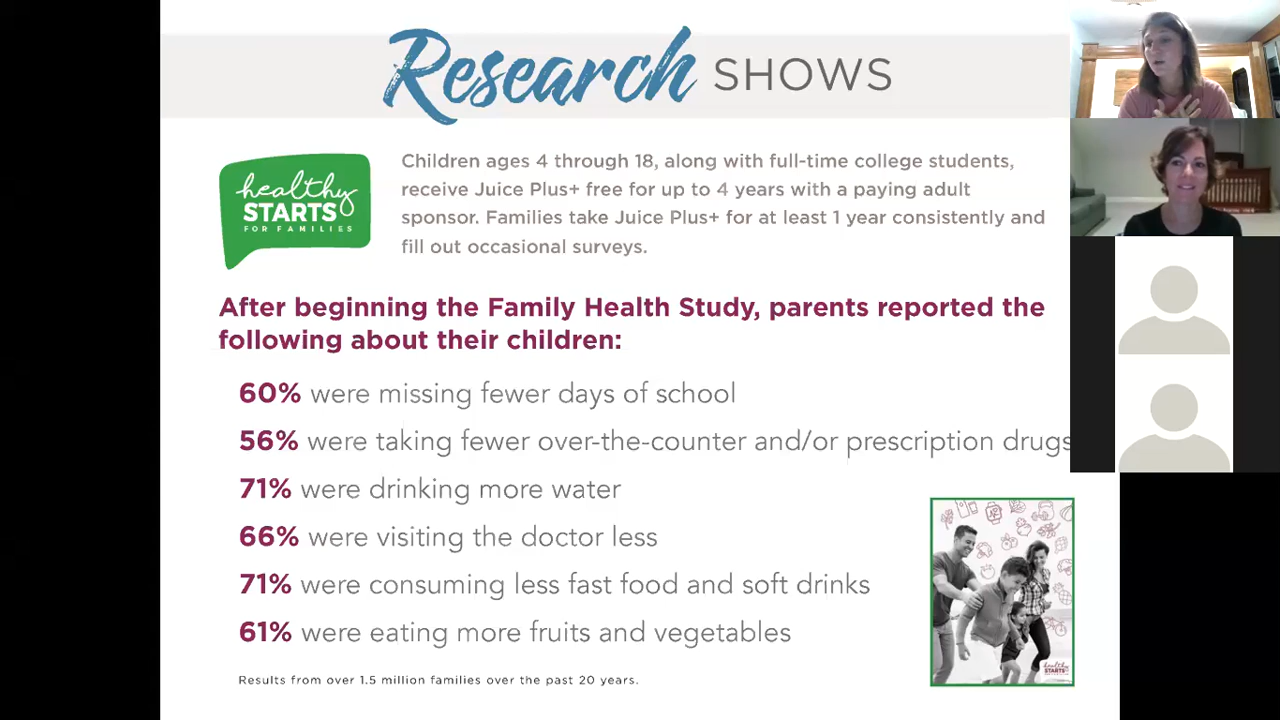 Research SHOWS
healthy
STARTS
FOR FAMILIES
Children ages 4 through 18, along with full-time college students,
receive Juice Plus+ free for up to 4 years with a paying adult
sponsor. Families take Juice Plus+ for at least 1 year consistently and
fill out occasional surveys.
After beginning the Family Health Study, parents reported the
following about their children:
60% were missing fewer days of school
56% were taking fewer over-the-counter and/or prescription drugs
71% were drinking more water
66% were visiting the doctor less
71% were consuming less fast food and soft drinks
61% were eating more fruits and vegetables
Results from over 1.5 million families over the past 20 years.
healthy
STARTS